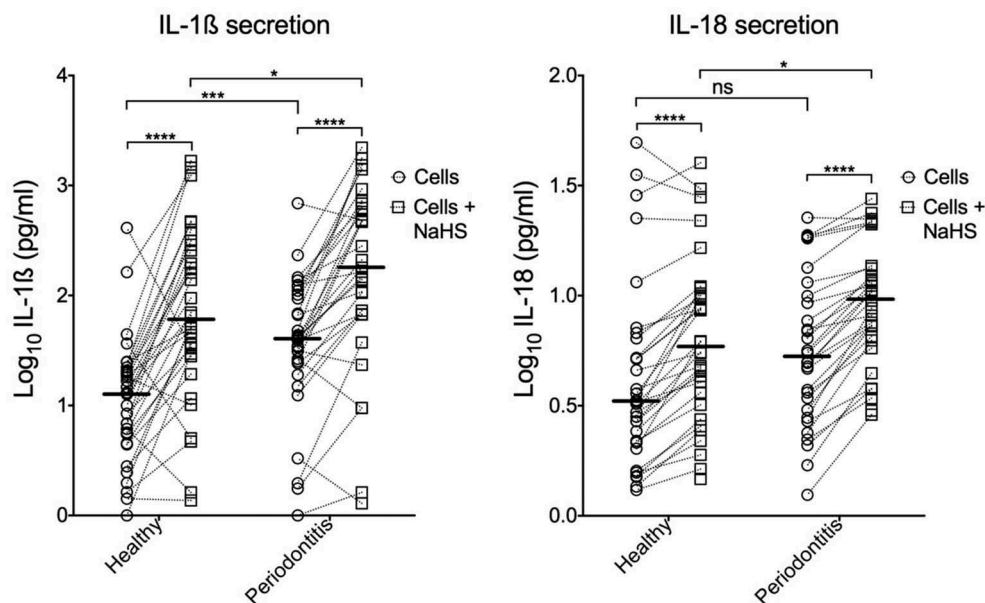 IL-1ß secretion
Log10 IL-1ß (pg/ml)
4
3
2
1
0
*
***
****
****
Cells
Cells +
NaHS
Healthy
Periodontitis
IL-18 secretion
Log10 IL-18 (pg/ml)
2.0
1.5
1.0
0.5
0.0
*
ns
****
****
Cells
Cells +
NaHS
Healthy
Periodontitis